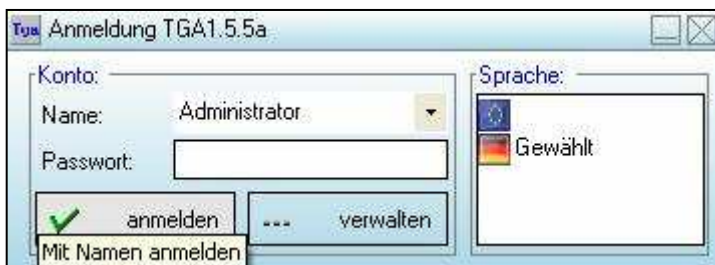 Tga Anmeldung TGA1.5.5a
Konto:
Name: Administrator
Passwort:
anmelden
--- verwalten
Mit Namen anmelden
Sprache:
Gewählt